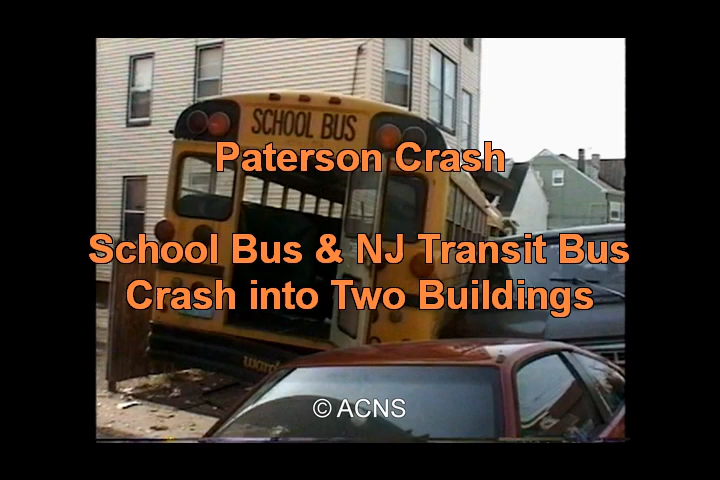 SCHOOL BUS
Paterson Crash
School Bus & NJ Transit Bus
Crash into Two Buildings
© ACNS